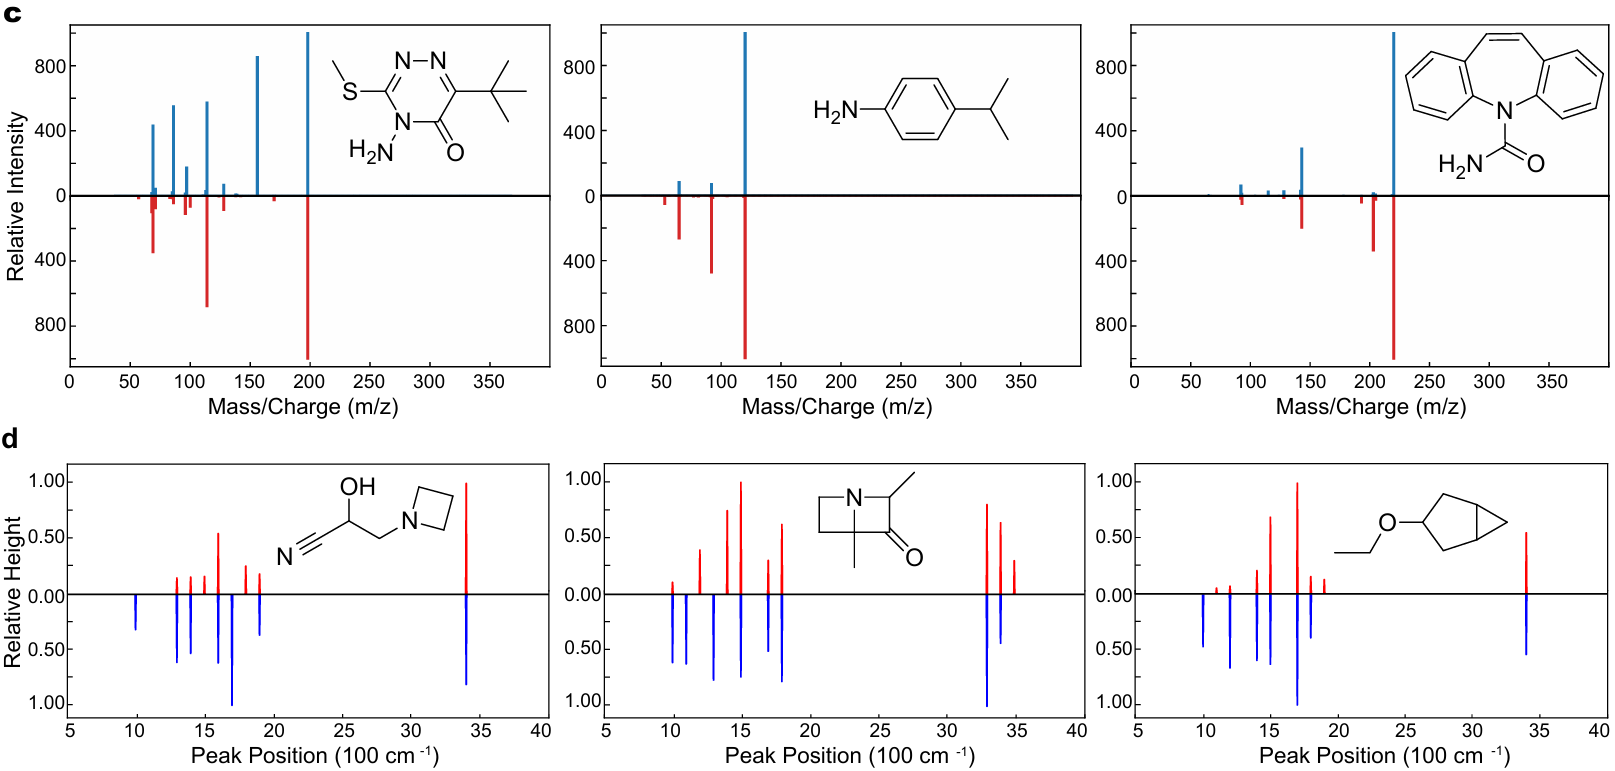 c
Relative Intensity
800
400
0
400
800
0 50 100 150 200 250 300 350
Mass/Charge (m/z)
S N N N O H2N
800
400
0
400
800
0 50 100 150 200 250 300 350
Mass/Charge (m/z)
H2N
800
400
0
400
800
0 50 100 150 200 250 300 350
Mass/Charge (m/z)
N
H2N O
d
Relative Height
1.00
0.50
0.00
0.50
1.00
5 10 15 20 25 30 35 40
Peak Position (100 cm -1)
OH
N
N
1.00
0.50
0.00
0.50
1.00
5 10 15 20 25 30 35 40
Peak Position (100 cm -1)
N
O
1.00
0.50
0.00
0.50
1.00
5 10 15 20 25 30 35 40
Peak Position (100 cm -1)
O